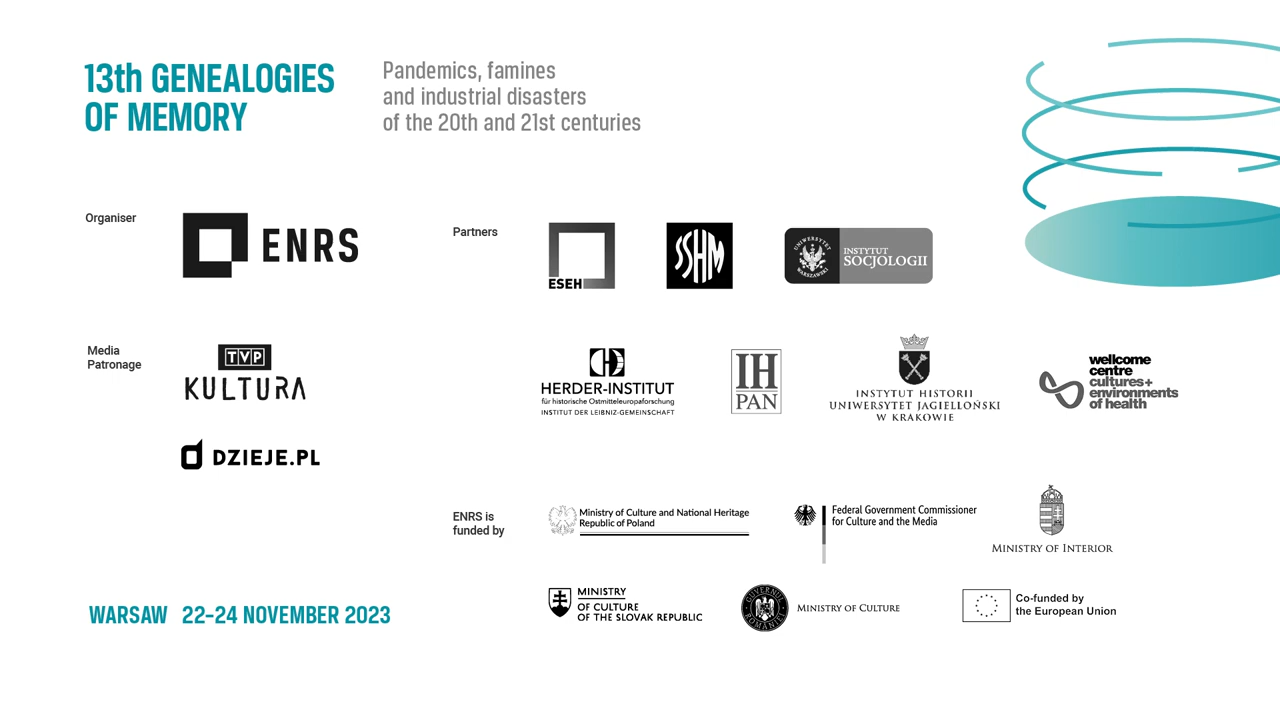 13th GENEALOGIES
OF MEMORY
Pandemics, famines
and industrial disasters
of the 20th and 21st centuries
Organiser
ENRS
Partners
ESEH
SSHM
UNIWERSYTET
WARSZAWSKI
INSTYTUT
SOCJOLOGII
Media
Patronage
TVP
KULTURA
DZIEJE.PL
HERDER-INSTITUT
für historische Ostmitteleuropaforschung
INSTITUT DER LEIBNIZ-GEMEINSCHAFT
IH
PAN
INSTYTUT HISTORII
UNIWERSYTET JAGIELLOŃSKI
W KRAKOWIE
wellcome
centre
cultures+
environments
of health
ENRS is
funded by
Ministry of Culture and National Heritage
Republic of Poland
Federal Government Commissioner
for Culture and the Media
MINISTRY OF INTERIOR
MINISTRY
OF CULTURE
OF THE SLOVAK REPUBLIC
GUVERNUL
ROMÂNIEI
MINISTRY OF CULTURE
Co-funded by
the European Union
WARSAW 22–24 NOVEMBER 2023